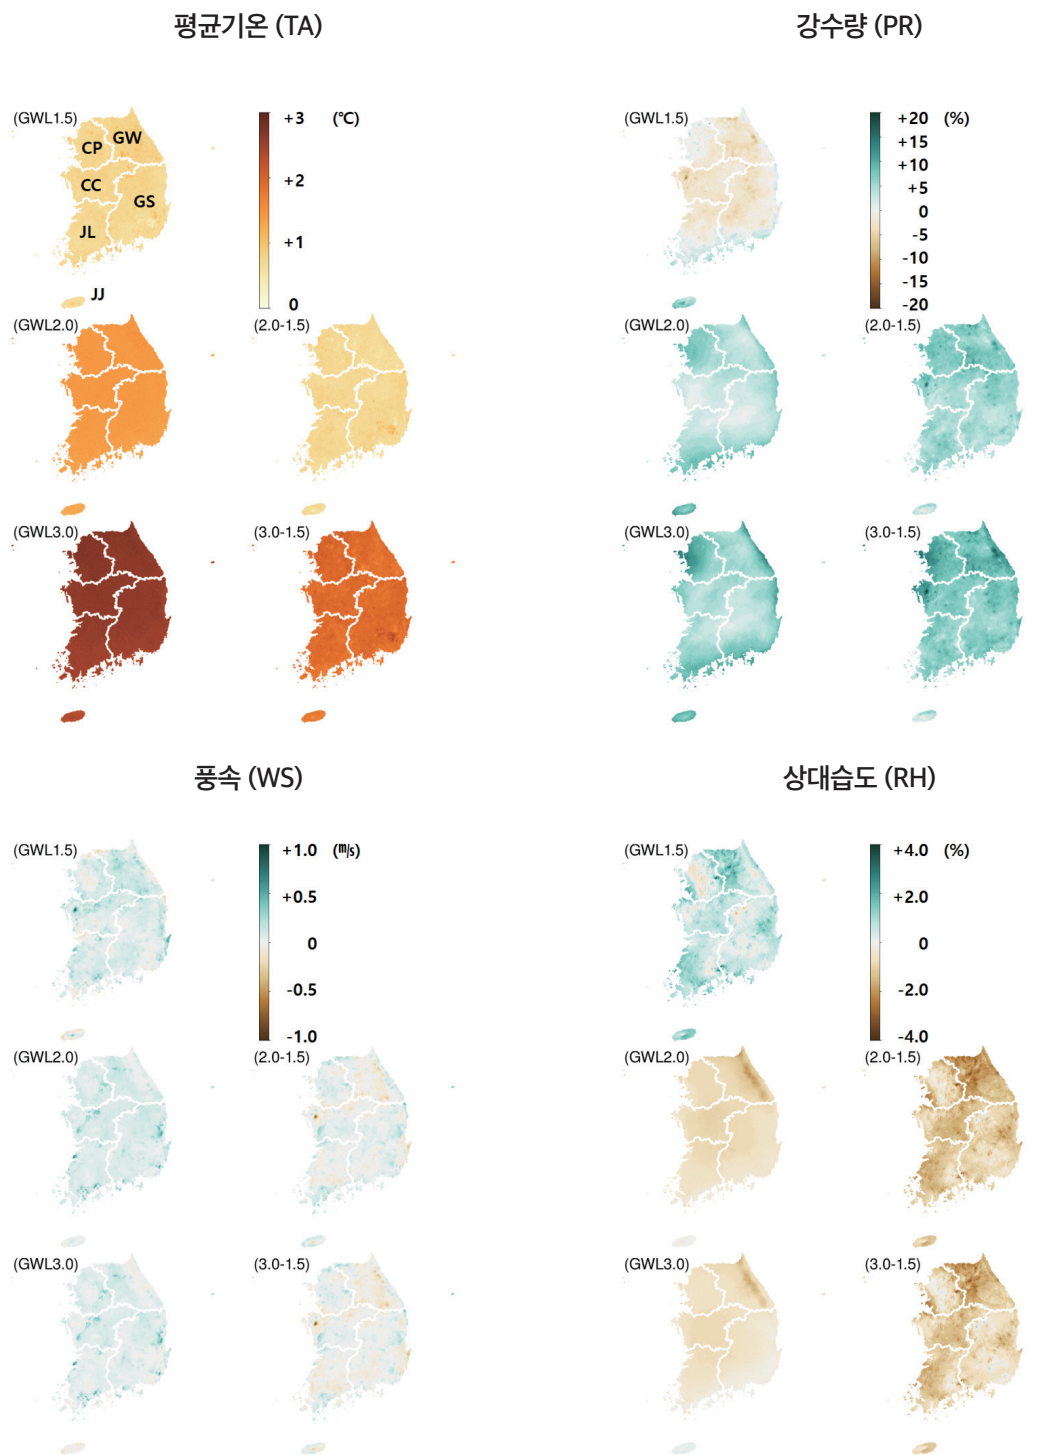 평균기온 (TA)
강수량 (PR)
(GWL1.5)
CP
GW
CC
GS
JL
JJ
+3
(℃)
+2
+1
0
(GWL2.0)
(2.0-1.5)
(GWL3.0)
(3.0-1.5)
(GWL1.5)
+20
(%)
+15
+10
+5
0
-5
-10
-15
-20
(GWL2.0)
(2.0-1.5)
(GWL3.0)
(3.0-1.5)
풍속 (WS)
상대습도 (RH)
(GWL1.5)
+1.0
(㎧)
+0.5
0
-0.5
-1.0
(GWL2.0)
(2.0-1.5)
(GWL3.0)
(3.0-1.5)
(GWL1.5)
+4.0
(%)
+2.0
0
-2.0
-4.0
(GWL2.0)
(2.0-1.5)
(GWL3.0)
(3.0-1.5)